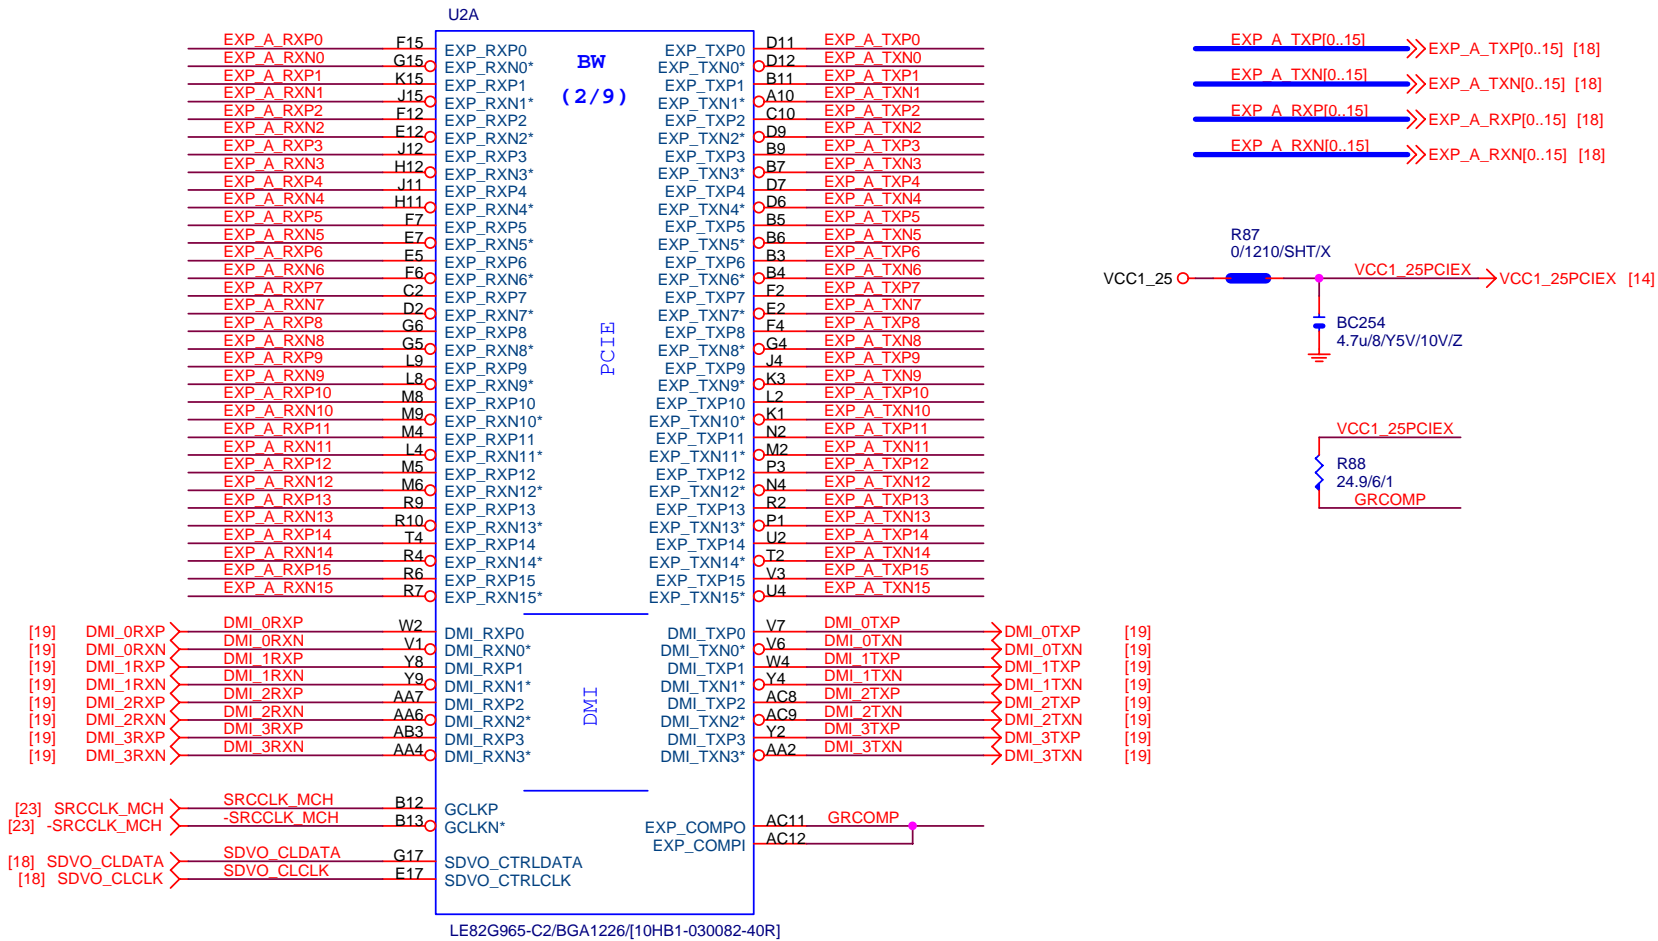 U2A
BW
(2/9)
PCIE
DMI
EXP_A_RXP0 F15 EXP_RXP0 EXP_TXP0 D11 EXP_A_TXP0
EXP_A_RXN0 G15 EXP_RXN0* EXP_TXN0* D12 EXP_A_TXN0
EXP_A_RXP1 K15 EXP_RXP1 EXP_TXP1 B11 EXP_A_TXP1
EXP_A_RXN1 J15 EXP_RXN1* EXP_TXN1* A10 EXP_A_TXN1
EXP_A_RXP2 F12 EXP_RXP2 EXP_TXP2 C10 EXP_A_TXP2
EXP_A_RXN2 E12 EXP_RXN2* EXP_TXN2* D9 EXP_A_TXN2
EXP_A_RXP3 J12 EXP_RXP3 EXP_TXP3 B9 EXP_A_TXP3
EXP_A_RXN3 H12 EXP_RXN3* EXP_TXN3* B7 EXP_A_TXN3
EXP_A_RXP4 J11 EXP_RXP4 EXP_TXP4 D7 EXP_A_TXP4
EXP_A_RXN4 H11 EXP_RXN4* EXP_TXN4* D6 EXP_A_TXN4
EXP_A_RXP5 F7 EXP_RXP5 EXP_TXP5 B5 EXP_A_TXP5
EXP_A_RXN5 E7 EXP_RXN5* EXP_TXN5* B6 EXP_A_TXN5
EXP_A_RXP6 E5 EXP_RXP6 EXP_TXP6 B3 EXP_A_TXP6
EXP_A_RXN6 F6 EXP_RXN6* EXP_TXN6* B4 EXP_A_TXN6
EXP_A_RXP7 C2 EXP_RXP7 EXP_TXP7 F2 EXP_A_TXP7
EXP_A_RXN7 D2 EXP_RXN7* EXP_TXN7* E2 EXP_A_TXN7
EXP_A_RXP8 G6 EXP_RXP8 EXP_TXP8 F4 EXP_A_TXP8
EXP_A_RXN8 G5 EXP_RXN8* EXP_TXN8* G4 EXP_A_TXN8
EXP_A_RXP9 L9 EXP_RXP9 EXP_TXP9 J4 EXP_A_TXP9
EXP_A_RXN9 L8 EXP_RXN9* EXP_TXN9* K3 EXP_A_TXN9
EXP_A_RXP10 M8 EXP_RXP10 EXP_TXP10 L2 EXP_A_TXP10
EXP_A_RXN10 M9 EXP_RXN10* EXP_TXN10* K1 EXP_A_TXN10
EXP_A_RXP11 M4 EXP_RXP11 EXP_TXP11 N2 EXP_A_TXP11
EXP_A_RXN11 L4 EXP_RXN11* EXP_TXN11* M2 EXP_A_TXN11
EXP_A_RXP12 M5 EXP_RXP12 EXP_TXP12 P3 EXP_A_TXP12
EXP_A_RXN12 M6 EXP_RXN12* EXP_TXN12* N4 EXP_A_TXN12
EXP_A_RXP13 R9 EXP_RXP13 EXP_TXP13 R2 EXP_A_TXP13
EXP_A_RXN13 R10 EXP_RXN13* EXP_TXN13* P1 EXP_A_TXN13
EXP_A_RXP14 T4 EXP_RXP14 EXP_TXP14 U2 EXP_A_TXP14
EXP_A_RXN14 R4 EXP_RXN14* EXP_TXN14* T2 EXP_A_TXN14
EXP_A_RXP15 R6 EXP_RXP15 EXP_TXP15 V3 EXP_A_TXP15
EXP_A_RXN15 R7 EXP_RXN15* EXP_TXN15* U4 EXP_A_TXN15
[19] DMI_0RXP DMI_0RXP W2 DMI_RXP0 DMI_TXP0 V7 DMI_0TXP DMI_0TXP [19]
[19] DMI_0RXN DMI_0RXN V1 DMI_RXN0* DMI_TXN0* V6 DMI_0TXN DMI_0TXN [19]
[19] DMI_1RXP DMI_1RXP Y8 DMI_RXP1 DMI_TXP1 W4 DMI_1TXP DMI_1TXP [19]
[19] DMI_1RXN DMI_1RXN Y9 DMI_RXN1* DMI_TXN1* Y4 DMI_1TXN DMI_1TXN [19]
[19] DMI_2RXP DMI_2RXP AA7 DMI_RXP2 DMI_TXP2 AC8 DMI_2TXP DMI_2TXP [19]
[19] DMI_2RXN DMI_2RXN AA6 DMI_RXN2* DMI_TXN2* AC9 DMI_2TXN DMI_2TXN [19]
[19] DMI_3RXP DMI_3RXP AB3 DMI_RXP3 DMI_TXP3 Y2 DMI_3TXP DMI_3TXP [19]
[19] DMI_3RXN DMI_3RXN AA4 DMI_RXN3* DMI_TXN3* AA2 DMI_3TXN DMI_3TXN [19]
[23] SRCCLK_MCH SRCCLK_MCH B12 GCLKP
[23] -SRCCLK_MCH -SRCCLK_MCH B13 GCLKN* EXP_COMPO AC11 GRCOMP
EXP_COMPI AC12
[18] SDVO_CLDATA SDVO_CLDATA G17 SDVO_CTRLDATA
[18] SDVO_CLCLK SDVO_CLCLK E17 SDVO_CTRLCLK
LE82G965-C2/BGA1226/[10HB1-030082-40R]
EXP_A_TXP[0..15] EXP_A_TXP[0..15] [18]
EXP_A_TXN[0..15] EXP_A_TXN[0..15] [18]
EXP_A_RXP[0..15] EXP_A_RXP[0..15] [18]
EXP_A_RXN[0..15] EXP_A_RXN[0..15] [18]
R87
0/1210/SHT/X
VCC1_25 VCC1_25PCIEX VCC1_25PCIEX [14]
BC254
4.7u/8/Y5V/10V/Z
VCC1_25PCIEX
R88
24.9/6/1
GRCOMP